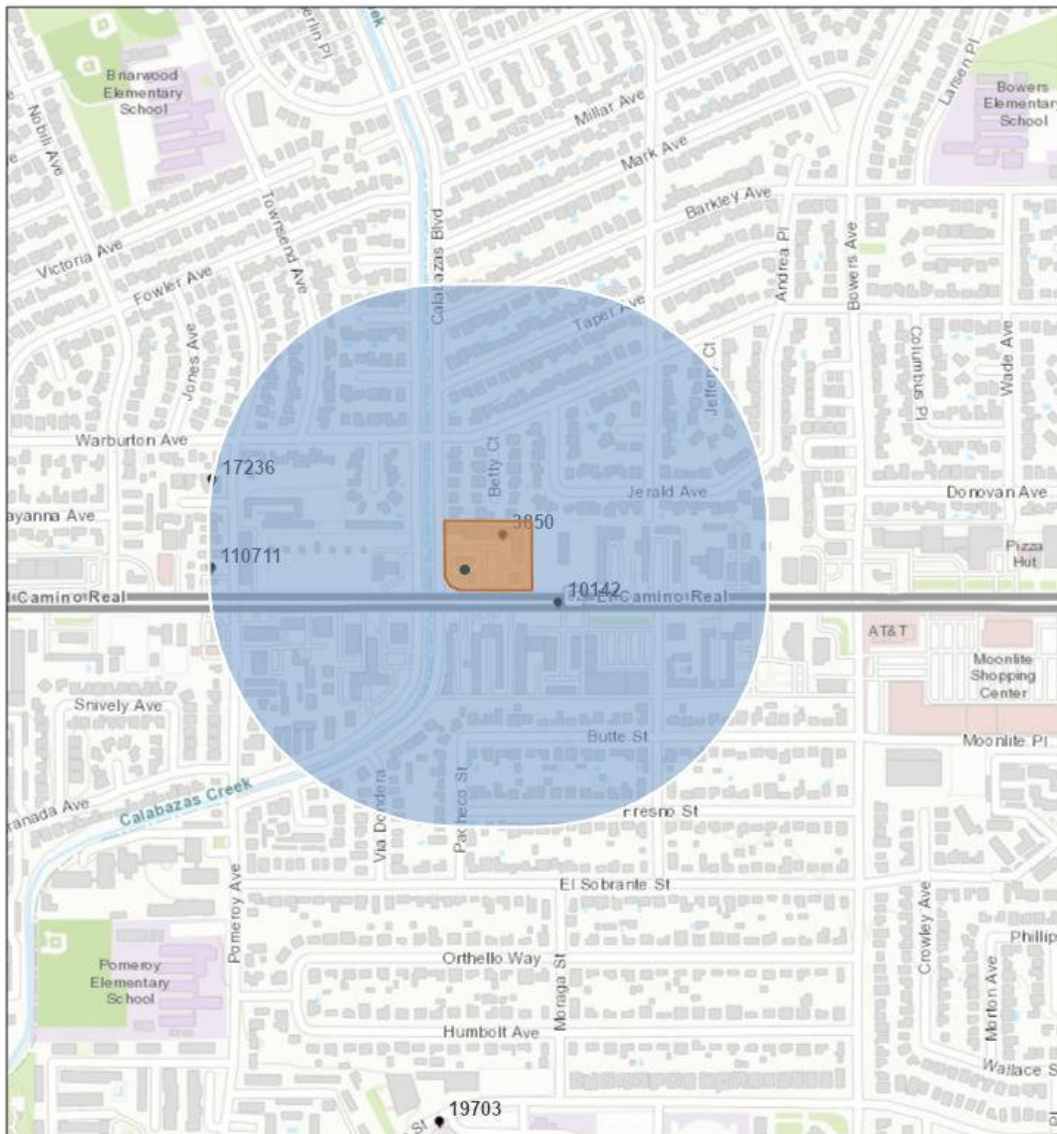 Creek
Larsen Pl
Briarwood
Elementary
School
Bowers
Elementary
School
Nobili Ave
Millar Ave
Mark Ave
Townsend Ave
Calabazas Blvd
Barkley Ave
Victoria Ave
Fowler Ave
Andrea Pl
Bowers Ave
Taper Ave
Jones Ave
Jeffery Ct
Columbus Pl
Wade Ave
Warburton Ave
17236
Betty Ct
Jerald Ave
Donovan Ave
ayanna Ave
3850
Pizza
Hut
110711
10142
El Camino Real
El Camino Real
AT&T
Moonlite
Shopping
Center
Snively Ave
Butte St
Moonlite Pl
Calabazas Creek
ranada Ave
Via Dondera
Pacheco St
Fresno St
El Sobrante St
Pomeroy Ave
Crowley Ave
Phillip
Orthello Way
Pomeroy
Elementary
School
Moraga St
Morton Ave
Humbolt Ave
Wallace S
19703
St
Pl